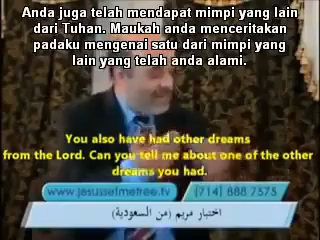 Anda juga telah mendapat mimpi yang lain
dari Tuhan. Maukah anda menceritakan
padaku mengenai satu dari mimpi yang
lain yang telah anda alami.
You also have had other dreams
from the Lord. Can you tell me about one of the other
dreams you had.
www.jesussetmefree.tv (714) 888 7575
اختبار مريم (من السعودية)